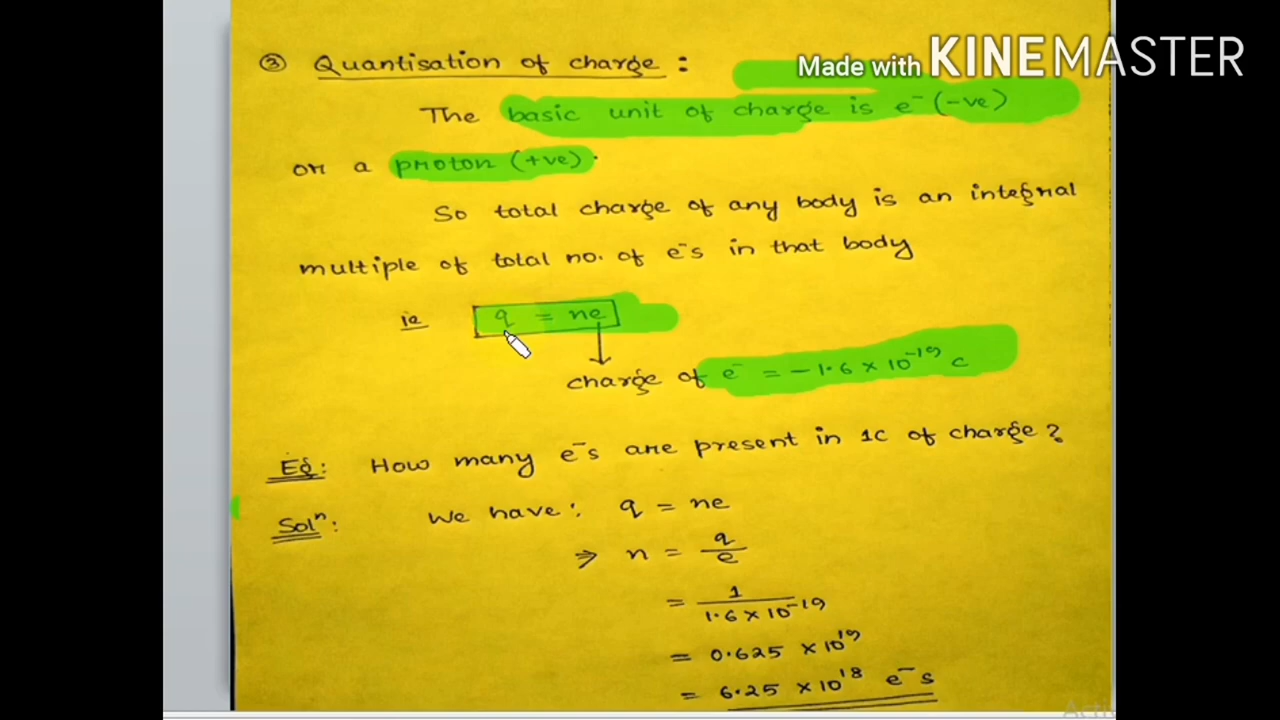 Made with KINEMASTER
③ Quantisation of charge :
The basic unit of charge is e⁻ (-ve)
or a proton (+ve).
So total charge of any body is an integral
multiple of total no. of e⁻s in that body
ie q = ne
charge of e⁻ = -1.6 × 10⁻¹⁹ c
Eg: How many e⁻s are present in 1c of charge?
Solⁿ: We have: q = ne
⇒ n = q/e
= 1/1.6 × 10⁻¹⁹
= 0.625 × 10¹⁹
= 6.25 × 10¹⁸ e⁻s